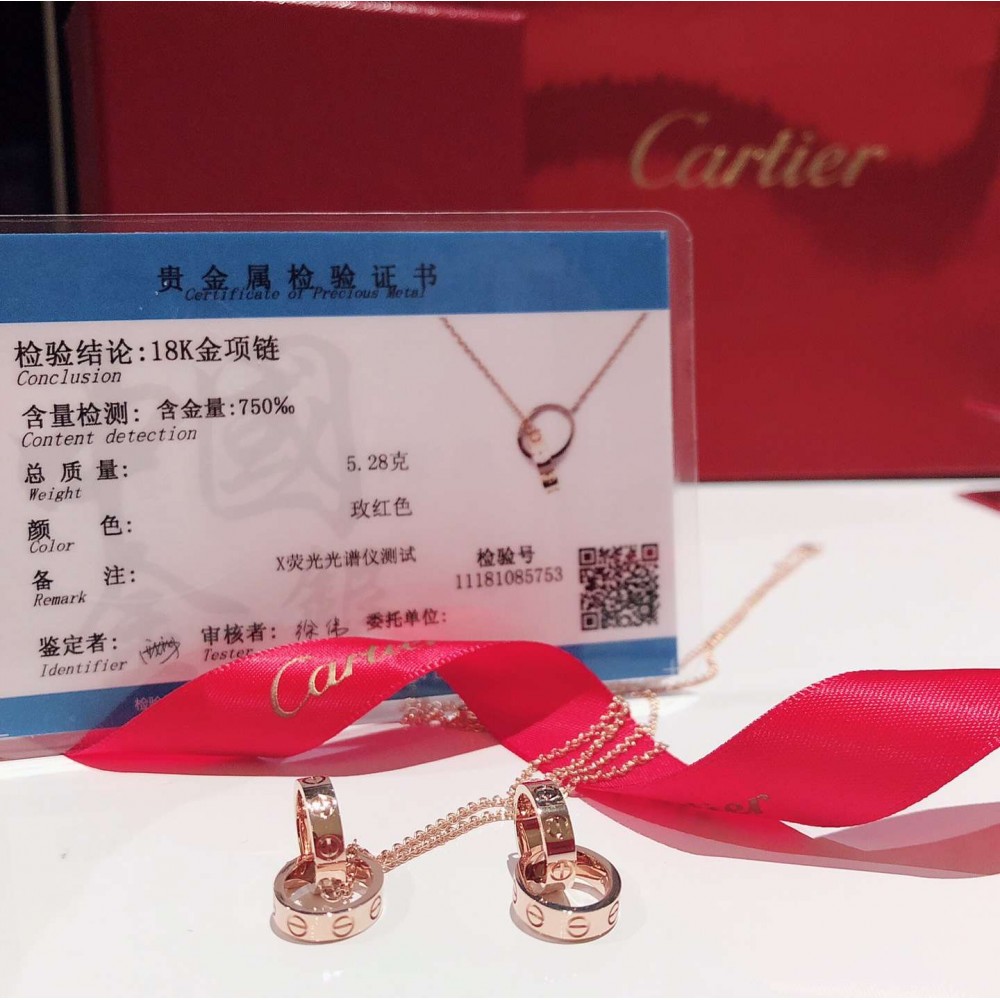 Cartier
贵金属检验证书
Certificate of Precious Metal
检验结论:18K金项链
Conclusion
含量检测: 含金量:750‰
Content detection
总 质 量: 5.28克
Weight
颜 色: 玫红色
Color
备 注: X荧光光谱仪测试
Remark
检验号
11181085753
鉴定者: 审核者: 徐伟 委托单位:
Identifier Tester
检验
Cartier